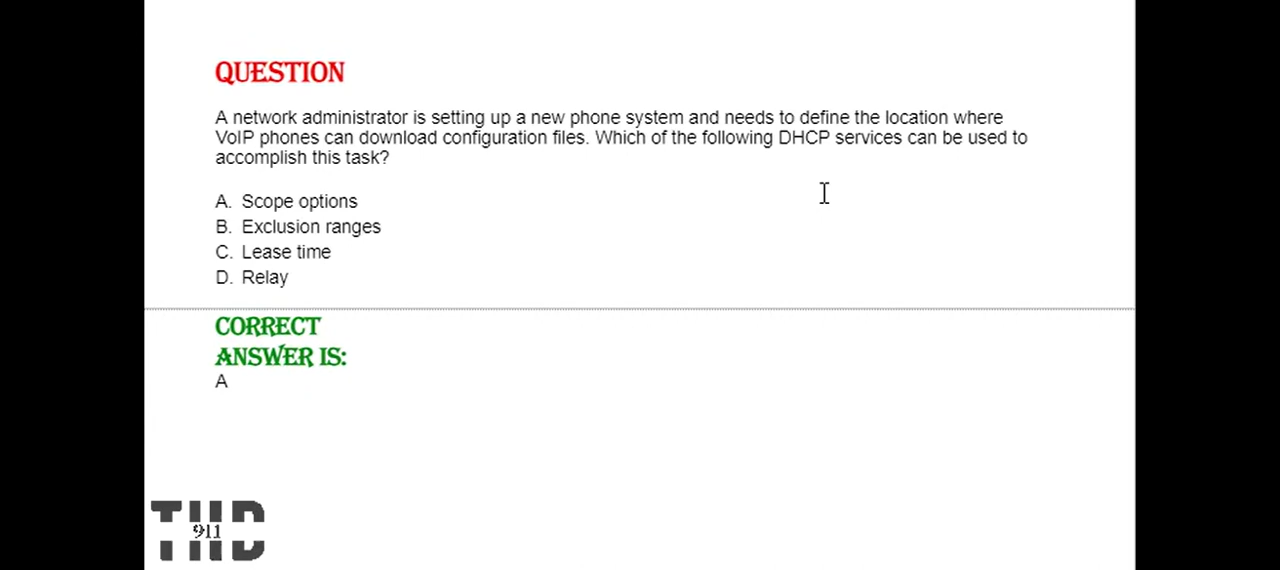 QUESTION
A network administrator is setting up a new phone system and needs to define the location where
VoIP phones can download configuration files. Which of the following DHCP services can be used to
accomplish this task?
A. Scope options
B. Exclusion ranges
C. Lease time
D. Relay
CORRECT
ANSWER IS:
A
THD
911